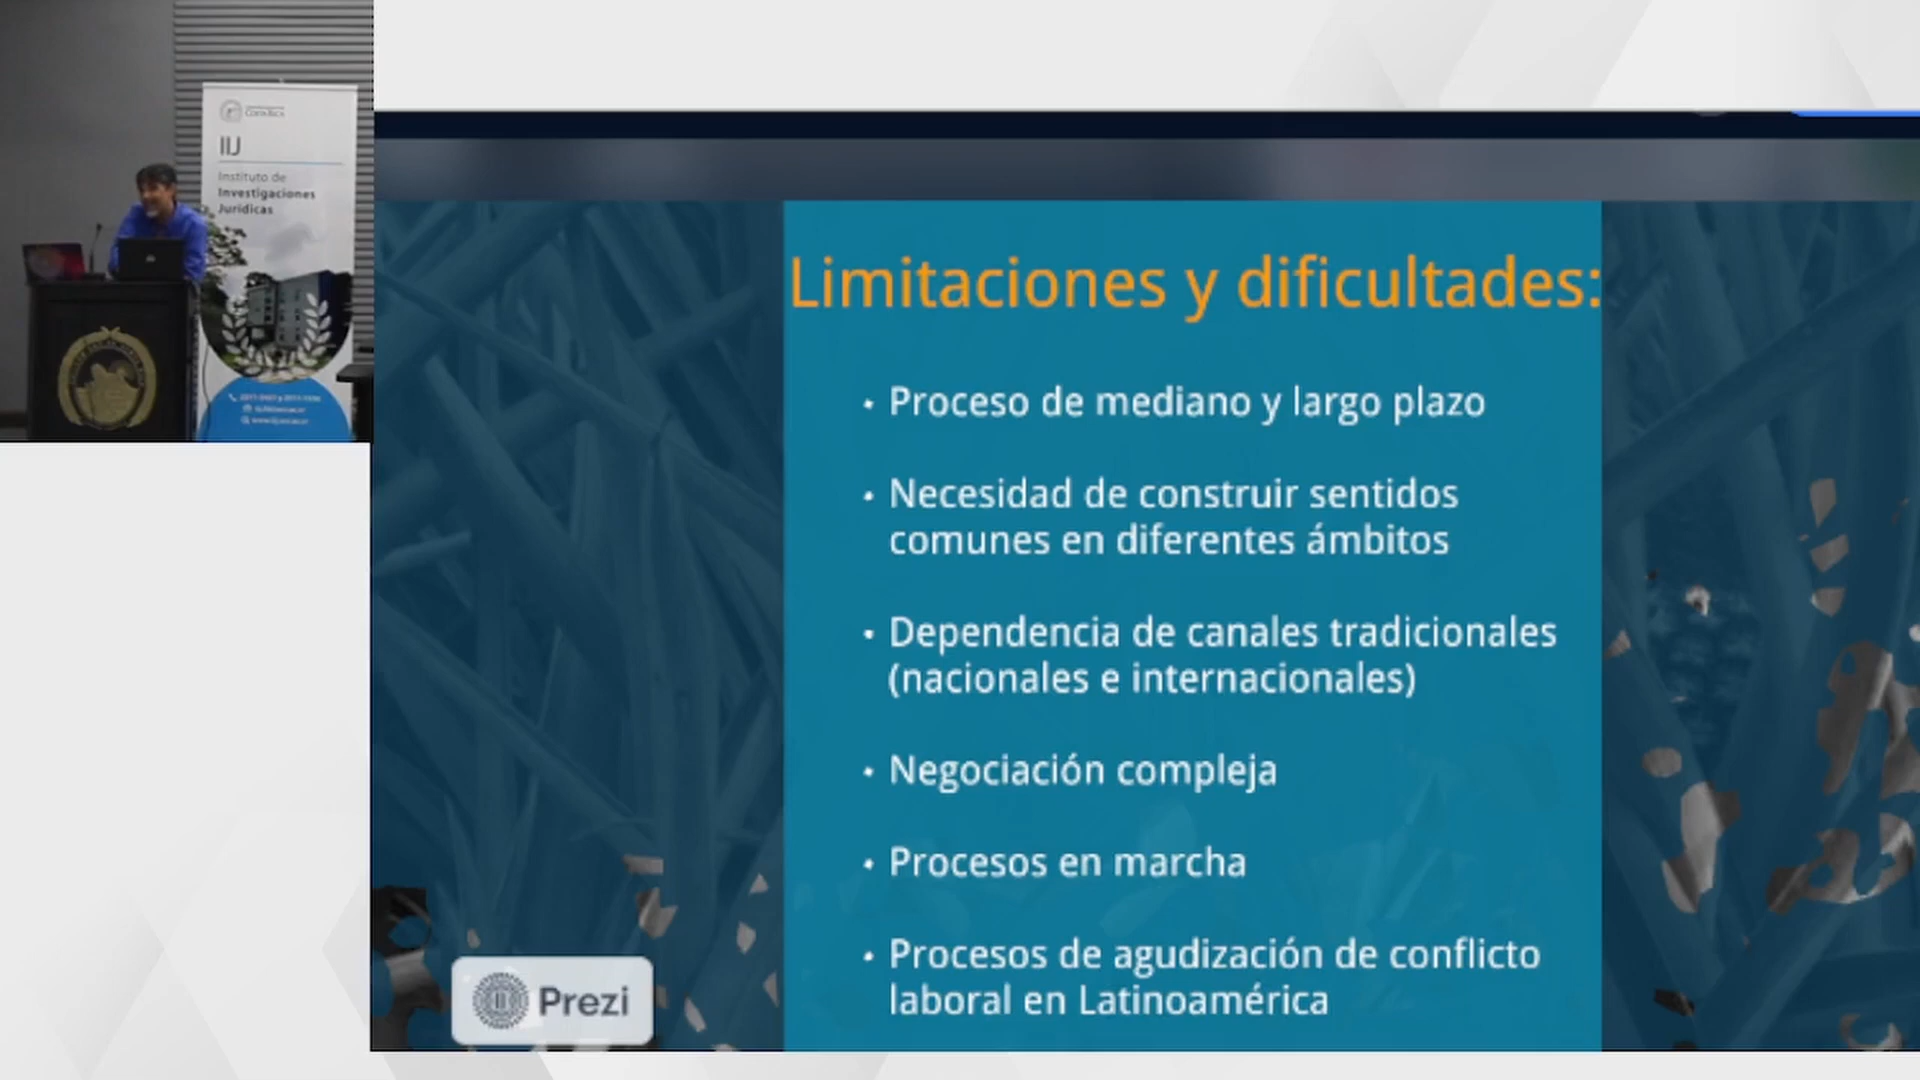 COSTA RICA
IIJ
Instituto de
Investigaciones
Jurídicas
Limitaciones y dificultades:
• Proceso de mediano y largo plazo
• Necesidad de construir sentidos
comunes en diferentes ámbitos
• Dependencia de canales tradicionales
(nacionales e internacionales)
• Negociación compleja
• Procesos en marcha
• Procesos de agudización de conflicto
laboral en Latinoamérica
Prezi